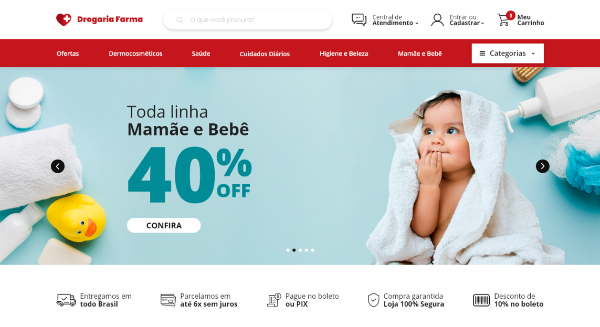 Drogaria Farma
O que você procura?
Central de
Atendimento
Entrar ou
Cadastrar
Meu
Carrinho
Ofertas
Dermocosméticos
Saúde
Cuidados Diários
Higiene e Beleza
Mamãe e Bebê
Categorias
Toda linha
Mamãe e Bebê
40%
OFF
CONFIRA
Entregamos em
todo Brasil
Parcelamos em
até 6x sem juros
Pague no boleto
ou PIX
Compra garantida
Loja 100% Segura
Desconto de
10% no boleto